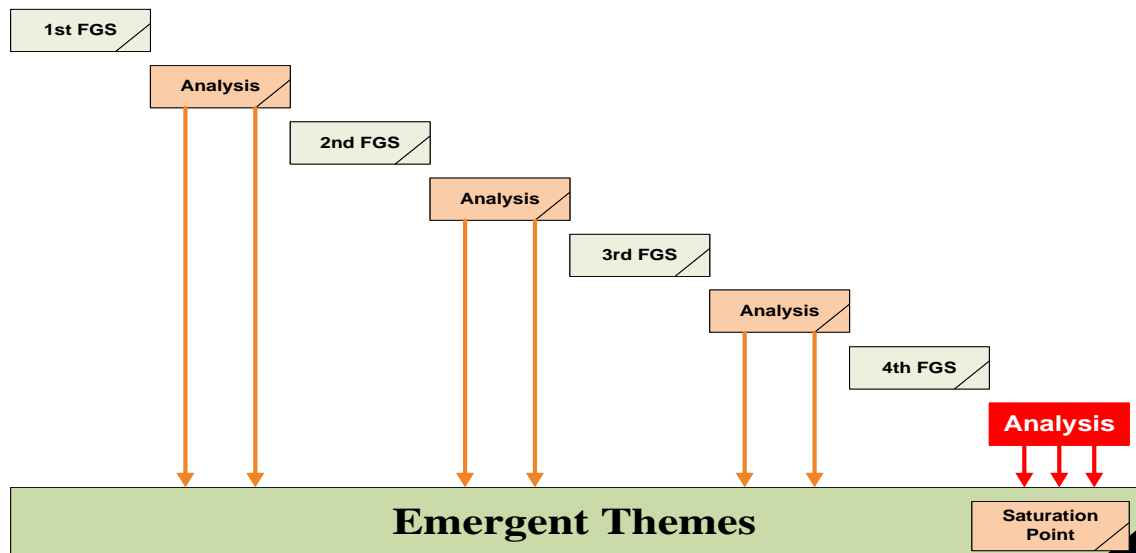 1st FGS
Analysis
2nd FGS
Analysis
3rd FGS
Analysis
4th FGS
Analysis
Emergent Themes
Saturation
Point